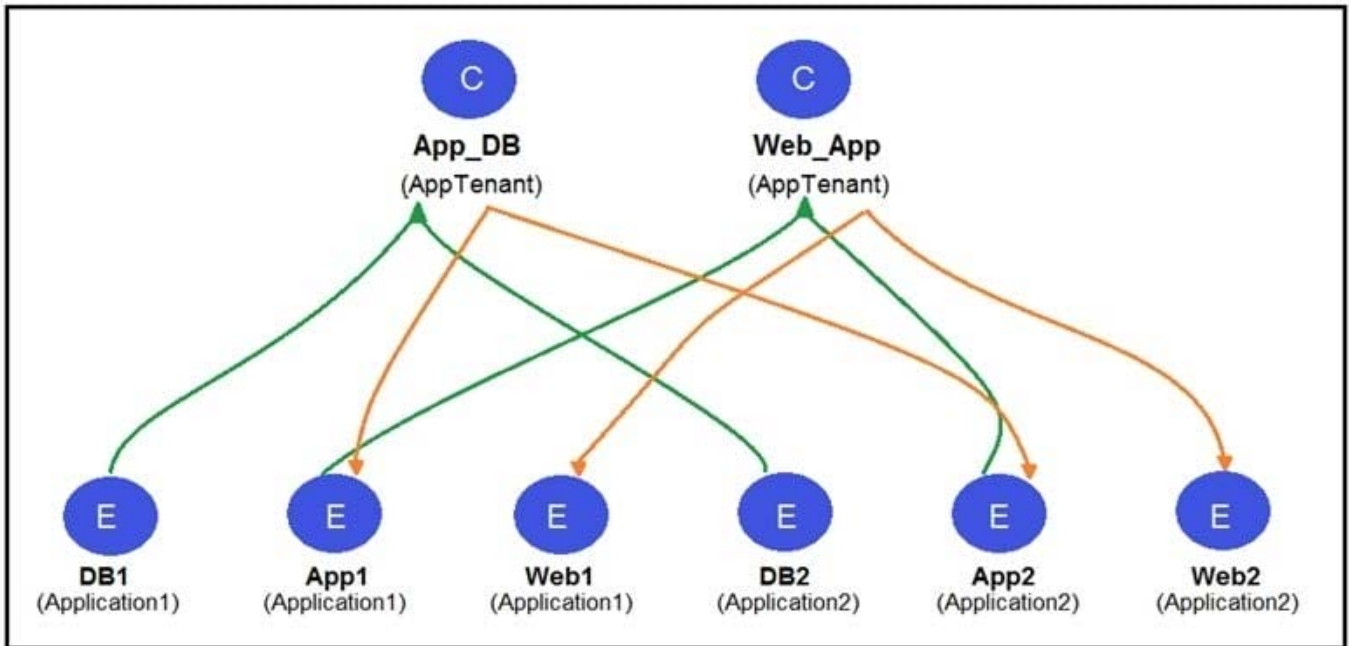 C
C
App_DB
Web_App
(AppTenant)
(AppTenant)
E
E
E
E
E
E
DB1
App1
Web1
DB2
App2
Web2
(Application1)
(Application1)
(Application1)
(Application2)
(Application2)
(Application2)